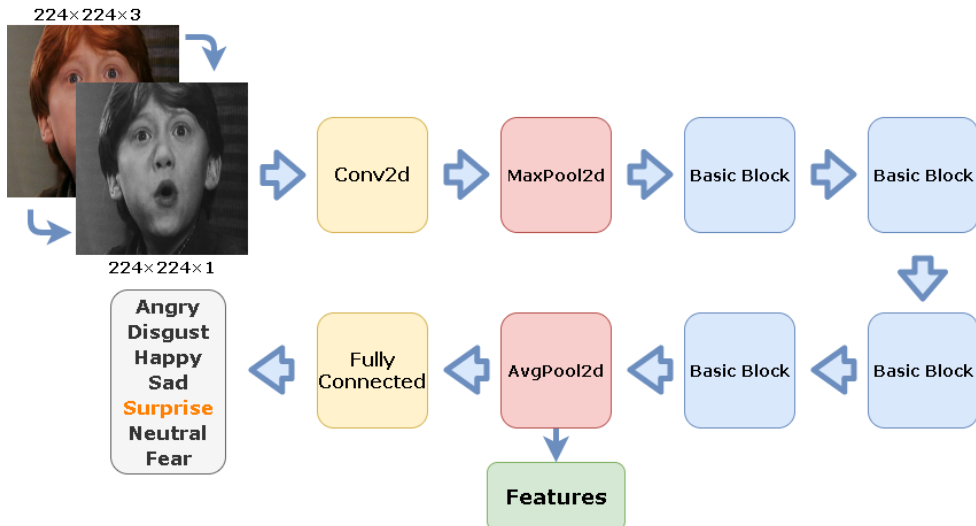 224×224×3
224×224×1
Conv2d
MaxPool2d
Basic Block
Basic Block
Basic Block
Basic Block
AvgPool2d
Fully
Connected
Angry
Disgust
Happy
Sad
Surprise
Neutral
Fear
Features